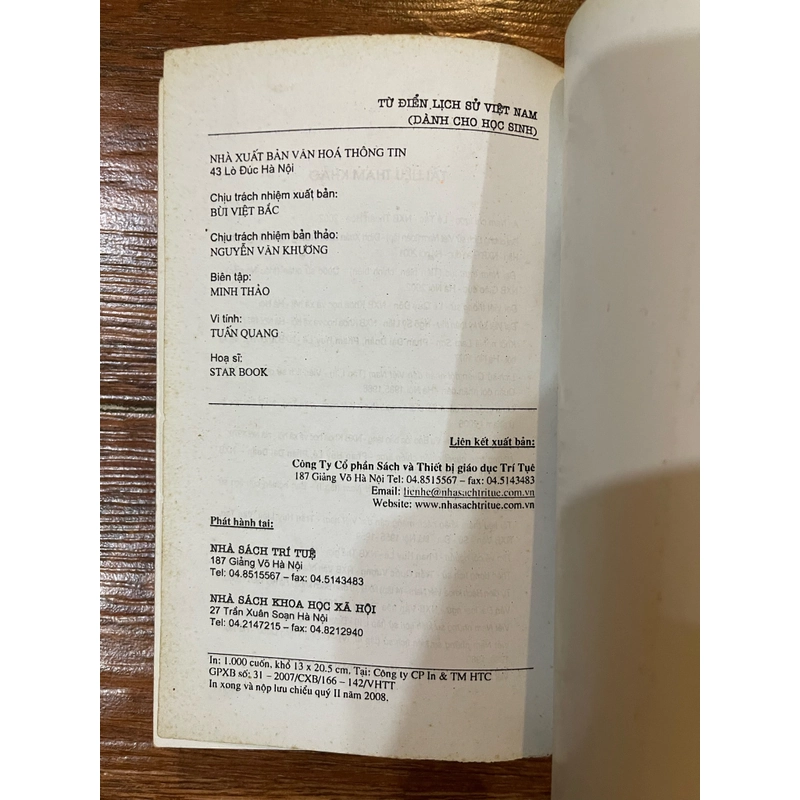 TỪ ĐIỂN LỊCH SỬ VIỆT NAM
(DÀNH CHO HỌC SINH)
NHÀ XUẤT BẢN VĂN HOÁ THÔNG TIN
43 Lò Đúc Hà Nội
Chịu trách nhiệm xuất bản:
BÙI VIỆT BẮC
Chịu trách nhiệm bản thảo:
NGUYỄN VĂN KHƯƠNG
Biên tập:
MINH THẢO
Vi tính:
TUẤN QUANG
Hoạ sĩ:
STAR BOOK
Liên kết xuất bản:
Công Ty Cổ phần Sách và Thiết bị giáo dục Trí Tuệ
187 Giảng Võ Hà Nội Tel: 04.8515567 – fax: 04.5143483
Email: lienhe@nhasachtritue.com.vn
Website: www.nhasachtritue.com.vn
Phát hành tại:
NHÀ SÁCH TRÍ TUỆ
187 Giảng Võ Hà Nội
Tel: 04.8515567 – fax: 04.5143483
NHÀ SÁCH KHOA HỌC XÃ HỘI
27 Trần Xuân Soạn Hà Nội
Tel: 04.2147215 – fax: 04.8212940
In: 1.000 cuốn, khổ 13 x 20.5 cm, Tại: Công ty CP In & TM HTC
GPXB số: 31 – 2007/CXB/166 – 142/VHTT
In xong và nộp lưu chiểu quý II năm 2008.